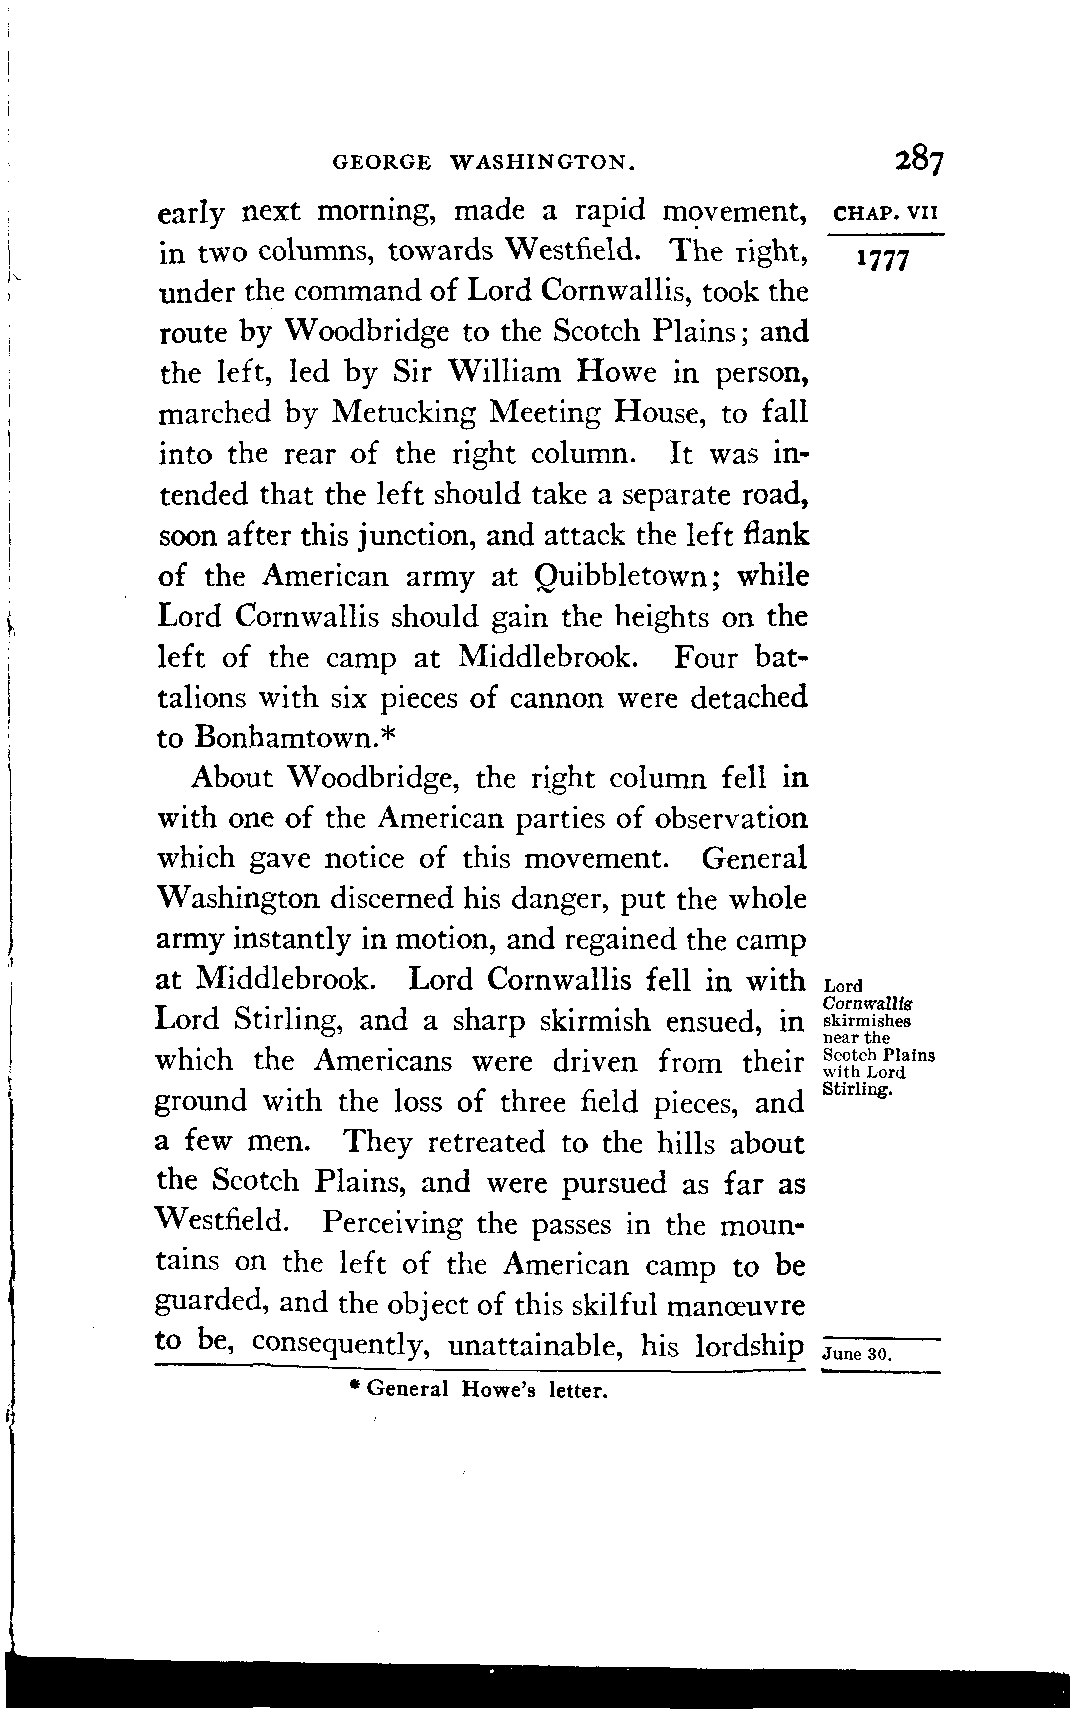 GEORGE WASHINGTON. 287
early next morning, made a rapid movement,
in two columns, towards Westfield. The right,
under the command of Lord Cornwallis, took the
route by Woodbridge to the Scotch Plains; and
the left, led by Sir William Howe in person,
marched by Metucking Meeting House, to fall
into the rear of the right column. It was in-
tended that the left should take a separate road,
soon after this junction, and attack the left flank
of the American army at Quibbletown; while
Lord Cornwallis should gain the heights on the
left of the camp at Middlebrook. Four bat-
talions with six pieces of cannon were detached
to Bonhamtown.*
About Woodbridge, the right column fell in
with one of the American parties of observation
which gave notice of this movement. General
Washington discerned his danger, put the whole
army instantly in motion, and regained the camp
at Middlebrook. Lord Cornwallis fell in with
Lord Stirling, and a sharp skirmish ensued, in
which the Americans were driven from their
ground with the loss of three field pieces, and
a few men. They retreated to the hills about
the Scotch Plains, and were pursued as far as
Westfield. Perceiving the passes in the moun-
tains on the left of the American camp to be
guarded, and the object of this skilful manœuvre
to be, consequently, unattainable, his lordship
* General Howe's letter.
CHAP. VII
1777
Lord
Cornwallis
skirmishes
near the
Scotch Plains
with Lord
Stirling.
June 30.